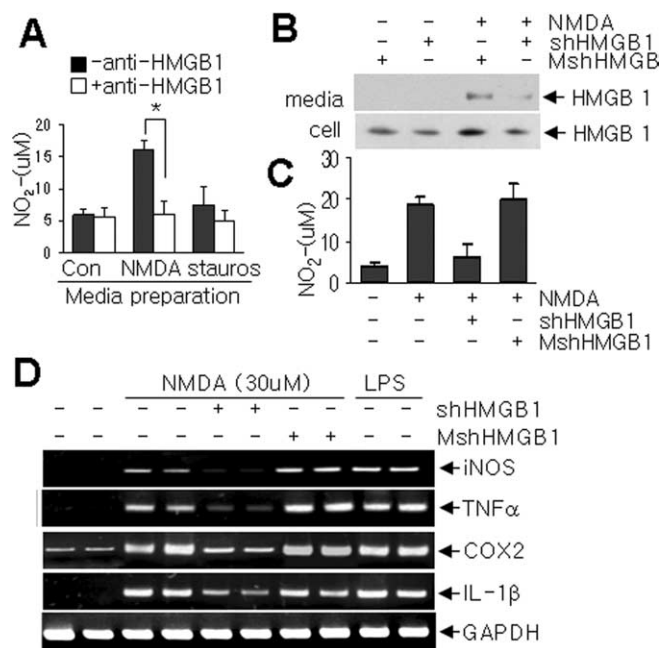 A
-anti-HMGB1
+anti-HMGB1
*
NO2-(uM)
20
15
10
5
0
Con NMDA stauros
Media preparation
B
- - + + NMDA
- + - + shHMGB1
+ - + - MshHMGB
media HMGB 1
cell HMGB 1
C
NO2-(uM)
30
20
10
0
- + + + NMDA
- - + - shHMGB1
- - - + MshHMGB1
D
NMDA (30uM) LPS
- - - - + + - - - - shHMGB1
- - - - - - + + - - MshHMGB1
iNOS
TNFα
COX2
IL-1β
GAPDH